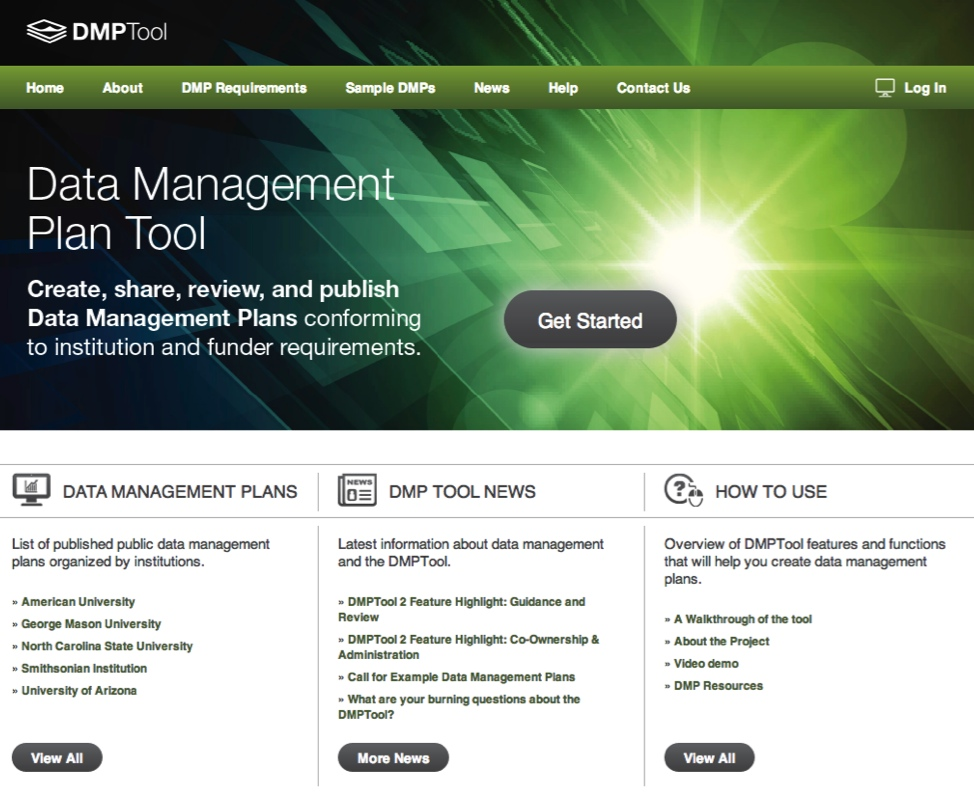 DMPTool
Home About DMP Requirements Sample DMPs News Help Contact Us Log In
Data Management
Plan Tool
Create, share, review, and publish
Data Management Plans conforming
to institution and funder requirements.
Get Started
DATA MANAGEMENT PLANS
List of published public data management
plans organized by institutions.
» American University
» George Mason University
» North Carolina State University
» Smithsonian Institution
» University of Arizona
View All
NEWS
DMP TOOL NEWS
Latest information about data management
and the DMPTool.
» DMPTool 2 Feature Highlight: Guidance and
Review
» DMPTool 2 Feature Highlight: Co-Ownership &
Administration
» Call for Example Data Management Plans
» What are your burning questions about the
DMPTool?
More News
?
HOW TO USE
Overview of DMPTool features and functions
that will help you create data management
plans.
» A Walkthrough of the tool
» About the Project
» Video demo
» DMP Resources
View All